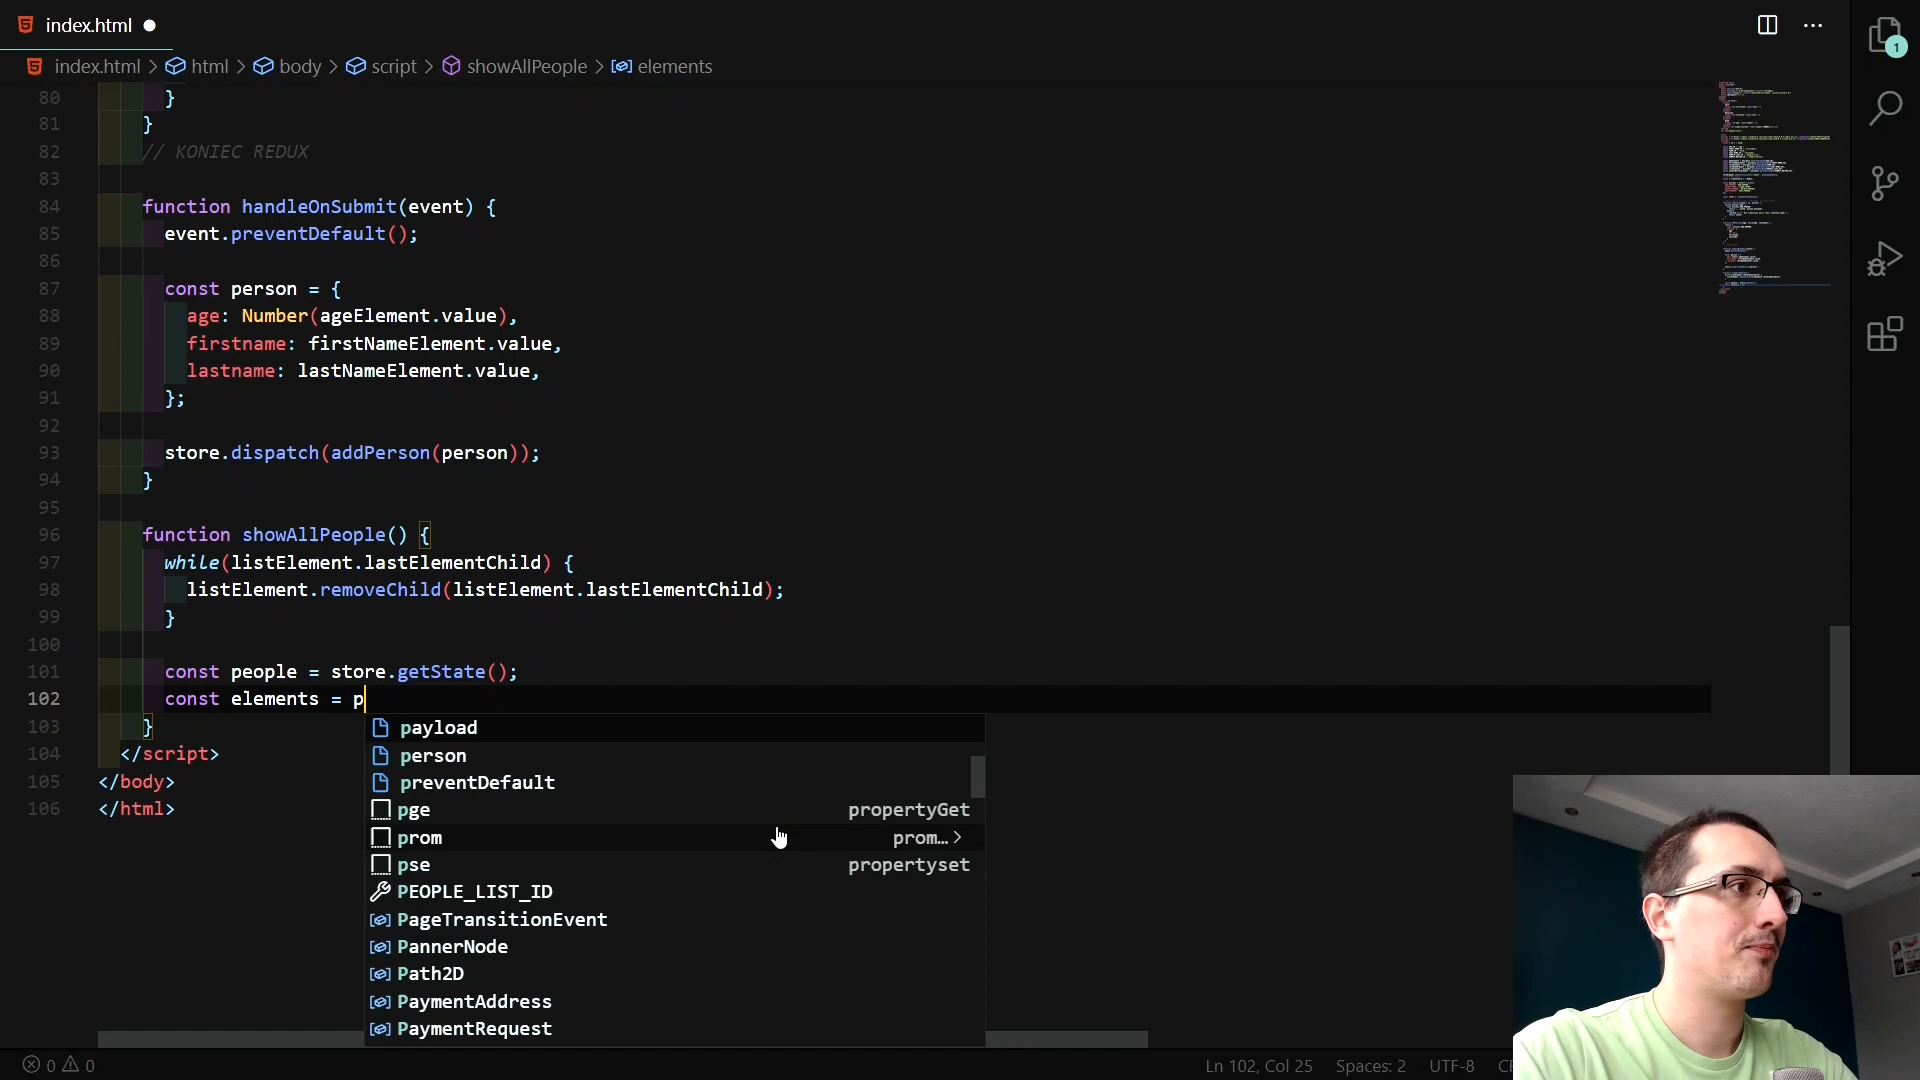 index.html
index.html > html > body > script > showAllPeople > elements
1
80 }
81 }
82 // KONIEC REDUX
83
84 function handleOnSubmit(event) {
85 event.preventDefault();
86
87 const person = {
88 age: Number(ageElement.value),
89 firstname: firstNameElement.value,
90 lastname: lastNameElement.value,
91 };
92
93 store.dispatch(addPerson(person));
94 }
95
96 function showAllPeople() {
97 while(listElement.lastElementChild) {
98 listElement.removeChild(listElement.lastElementChild);
99 }
100
101 const people = store.getState();
102 const elements = p
103 }
104 </script>
105 </body>
106 </html>
payload
person
preventDefault
pge propertyGet
prom prom...
pse propertyset
PEOPLE_LIST_ID
PageTransitionEvent
PannerNode
Path2D
PaymentAddress
PaymentRequest
0 0 Ln 102, Col 25 Spaces: 2 UTF-8